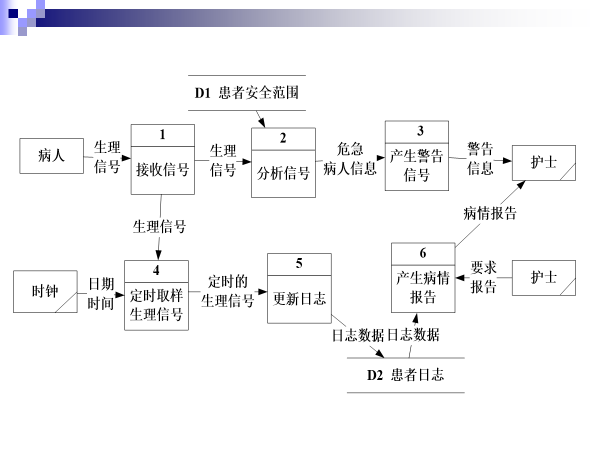 D1 患者安全范围
病人
生理
信号
1
接收信号
生理
信号
2
分析信号
危急
病人信息
3
产生警告
信号
警告
信息
护士
生理信号
病情报告
时钟
日期
时间
4
定时取样
生理信号
定时的
生理信号
5
更新日志
6
产生病情
报告
要求
报告
护士
日志数据
日志数据
D2 患者日志